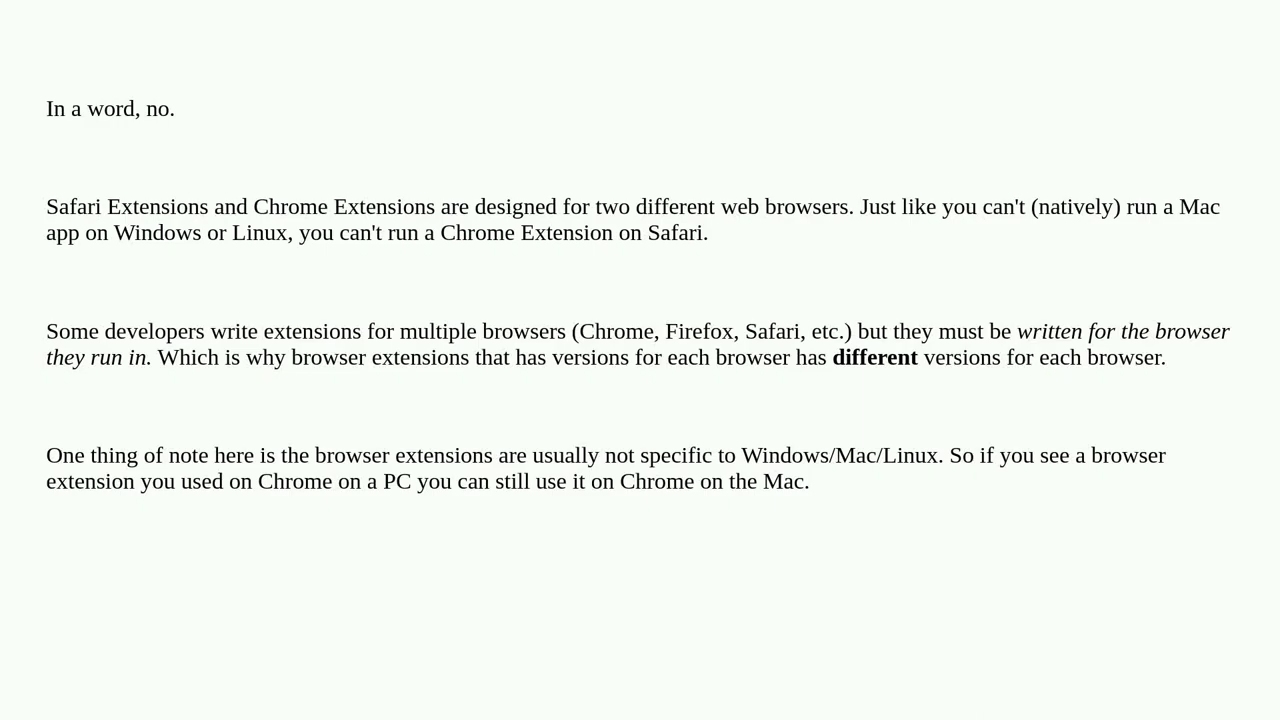 In a word, no.
Safari Extensions and Chrome Extensions are designed for two different web browsers. Just like you can't (natively) run a Mac
app on Windows or Linux, you can't run a Chrome Extension on Safari.
Some developers write extensions for multiple browsers (Chrome, Firefox, Safari, etc.) but they must be written for the browser
they run in. Which is why browser extensions that has versions for each browser has different versions for each browser.
One thing of note here is the browser extensions are usually not specific to Windows/Mac/Linux. So if you see a browser
extension you used on Chrome on a PC you can still use it on Chrome on the Mac.